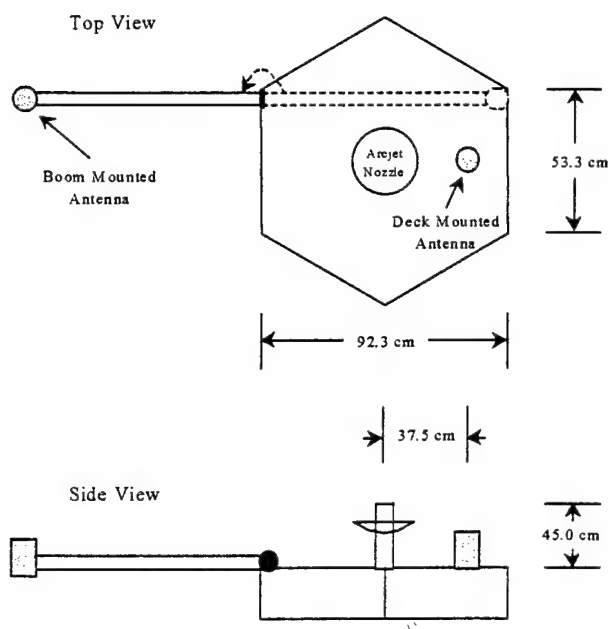 Top View
Boom Mounted
Antenna
Arcjet
Nozzle
Deck Mounted
Antenna
53.3 cm
92.3 cm
37.5 cm
Side View
45.0 cm